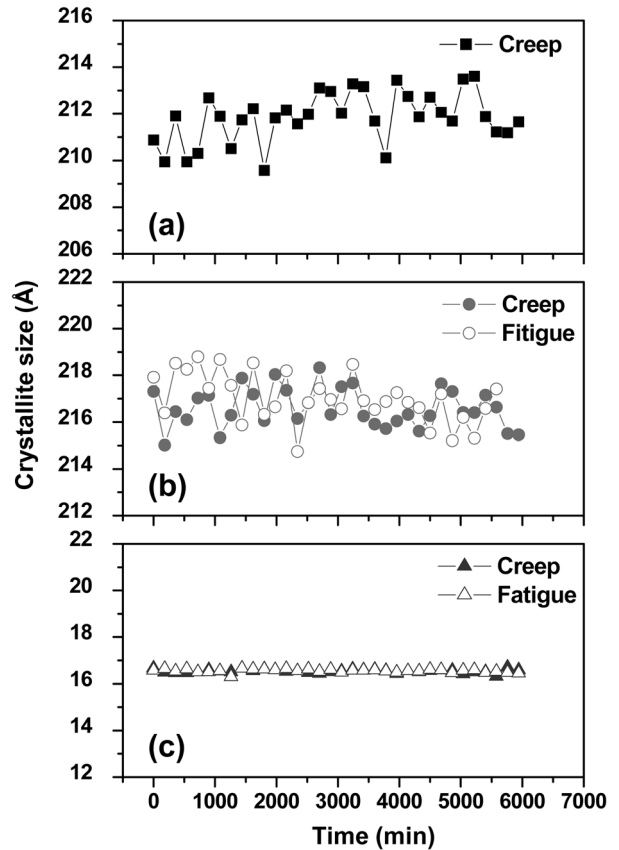 216
214
212
210
208
206
Creep
(a)
Crystallite size (Å)
222
220
218
216
214
212
Creep
Fitigue
(b)
22
20
18
16
14
12
Creep
Fatigue
(c)
0 1000 2000 3000 4000 5000 6000 7000
Time (min)